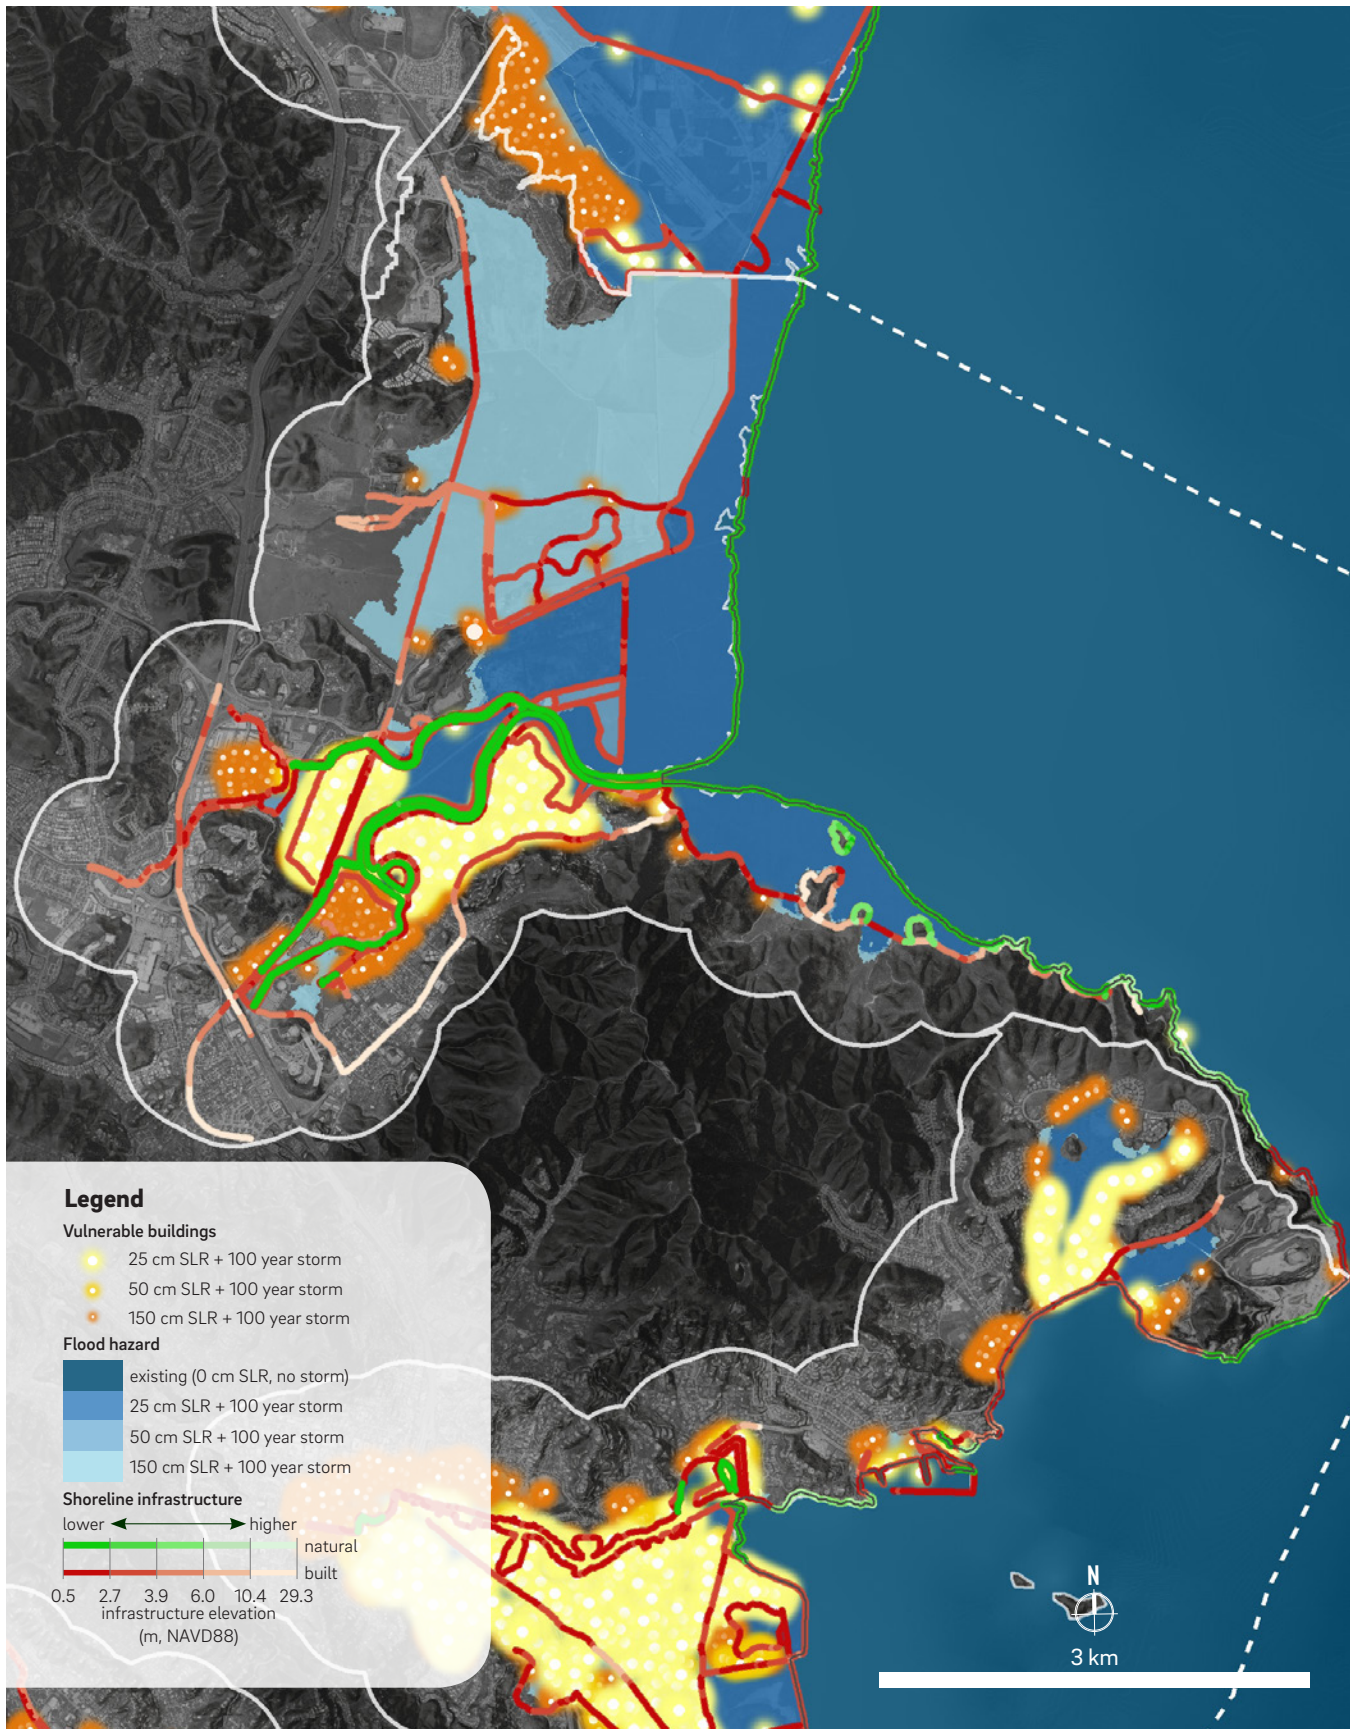 Legend
Vulnerable buildings
25 cm SLR + 100 year storm
50 cm SLR + 100 year storm
150 cm SLR + 100 year storm
Flood hazard
existing (0 cm SLR, no storm)
25 cm SLR + 100 year storm
50 cm SLR + 100 year storm
150 cm SLR + 100 year storm
Shoreline infrastructure
lower higher
natural
built
0.5 2.7 3.9 6.0 10.4 29.3
infrastructure elevation
(m, NAVD88)
N
3 km